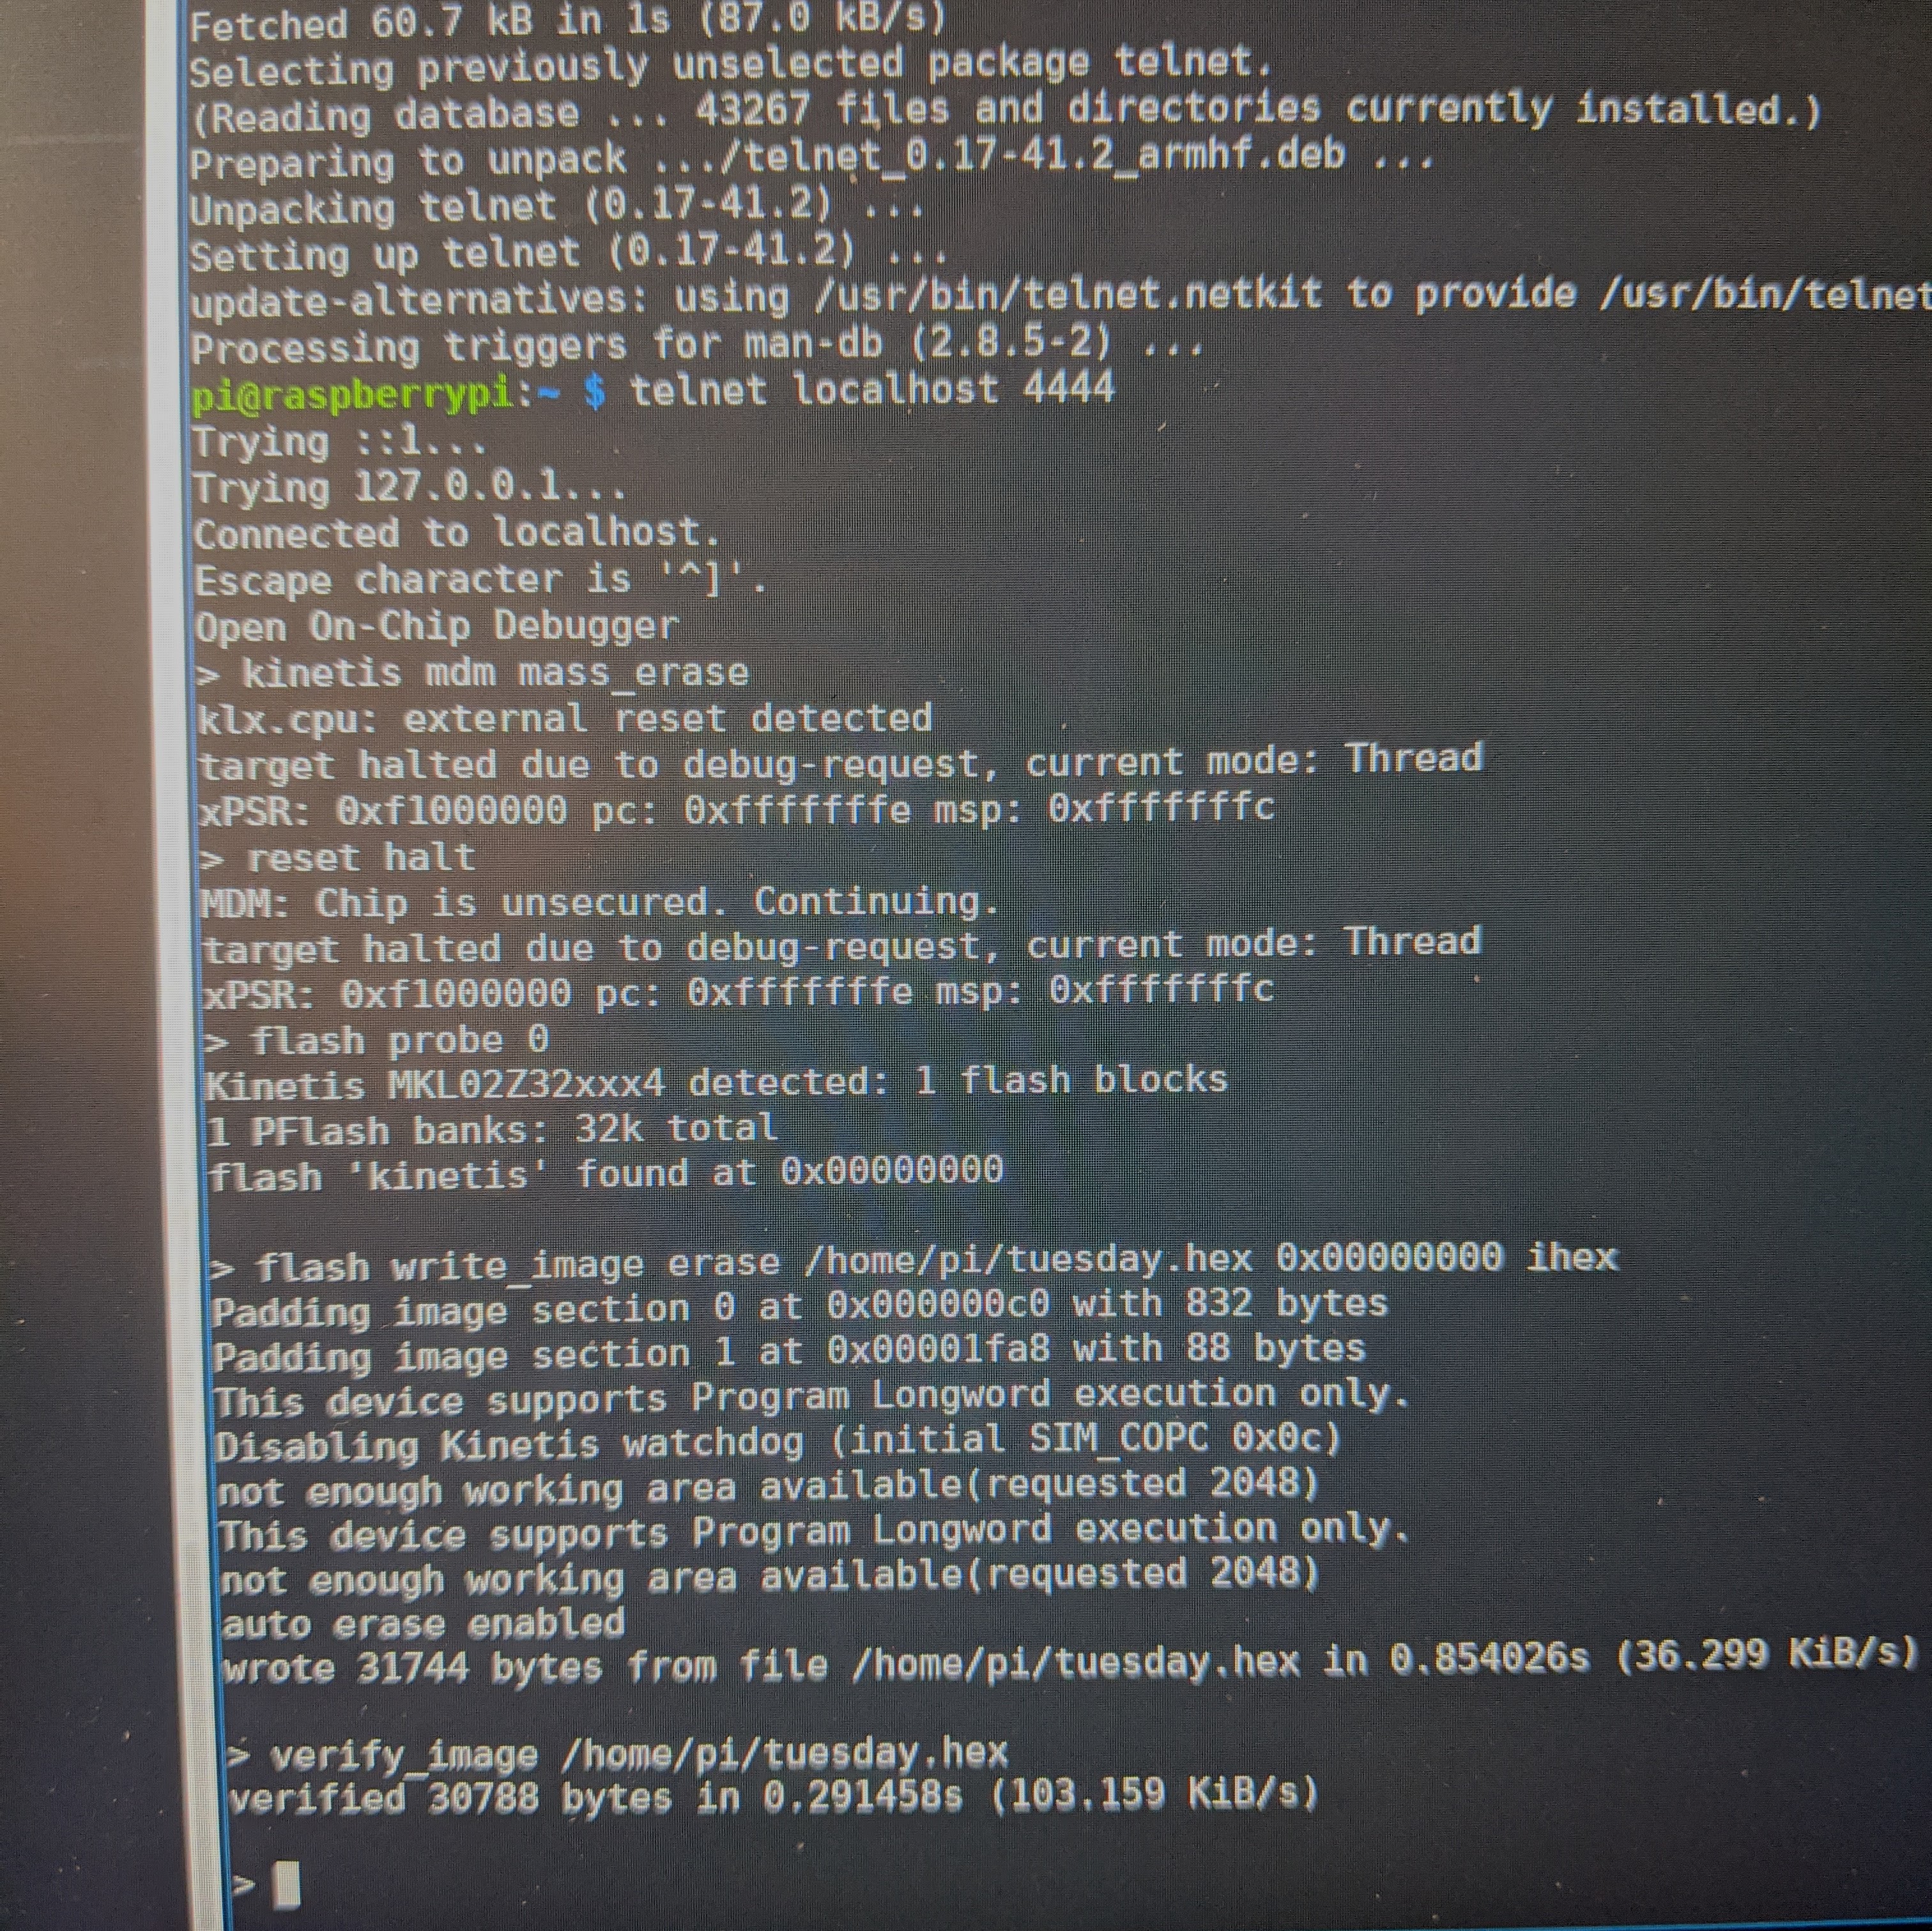 Fetched 60.7 kB in 1s (87.0 kB/s)
Selecting previously unselected package telnet.
(Reading database ... 43267 files and directories currently installed.)
Preparing to unpack .../telnet_0.17-41.2_armhf.deb ...
Unpacking telnet (0.17-41.2) ...
Setting up telnet (0.17-41.2) ...
update-alternatives: using /usr/bin/telnet.netkit to provide /usr/bin/telnet
Processing triggers for man-db (2.8.5-2) ...
pi@raspberrypi:~ $ telnet localhost 4444
Trying ::1...
Trying 127.0.0.1...
Connected to localhost.
Escape character is '^]'.
Open On-Chip Debugger
> kinetis mdm mass_erase
klx.cpu: external reset detected
target halted due to debug-request, current mode: Thread
xPSR: 0xf1000000 pc: 0xfffffffe msp: 0xfffffffc
> reset halt
MDM: Chip is unsecured. Continuing.
target halted due to debug-request, current mode: Thread
xPSR: 0xf1000000 pc: 0xfffffffe msp: 0xfffffffc
> flash probe 0
Kinetis MKL02Z32xxx4 detected: 1 flash blocks
1 PFlash banks: 32k total
flash 'kinetis' found at 0x00000000
> flash write_image erase /home/pi/tuesday.hex 0x00000000 ihex
Padding image section 0 at 0x000000c0 with 832 bytes
Padding image section 1 at 0x00001fa8 with 88 bytes
This device supports Program Longword execution only.
Disabling Kinetis watchdog (initial SIM_COPC 0x0c)
not enough working area available(requested 2048)
This device supports Program Longword execution only.
not enough working area available(requested 2048)
auto erase enabled
wrote 31744 bytes from file /home/pi/tuesday.hex in 0.854026s (36.299 KiB/s)
> verify_image /home/pi/tuesday.hex
verified 30788 bytes in 0.291458s (103.159 KiB/s)
>